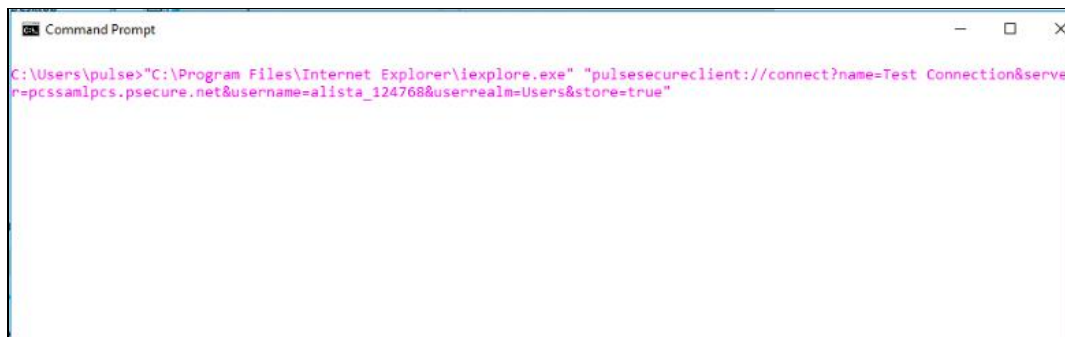 Command Prompt
C:\Users\pulse>"C:\Program Files\Internet Explorer\iexplore.exe" "pulsesecureclient://connect?name=Test Connection&serve
r=pcssamlpcs.psecure.net&username=alista_124768&userrealm=Users&store=true"